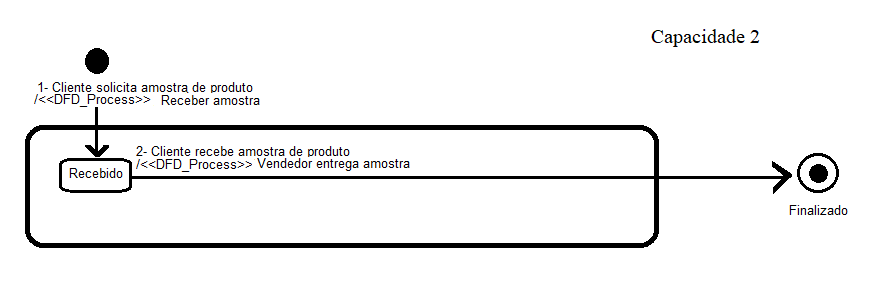 Capacidade 2
1- Cliente solicita amostra de produto
/<<DFD_Process>> Receber amostra
2- Cliente recebe amostra de produto
/<<DFD_Process>> Vendedor entrega amostra
Recebido
Finalizado